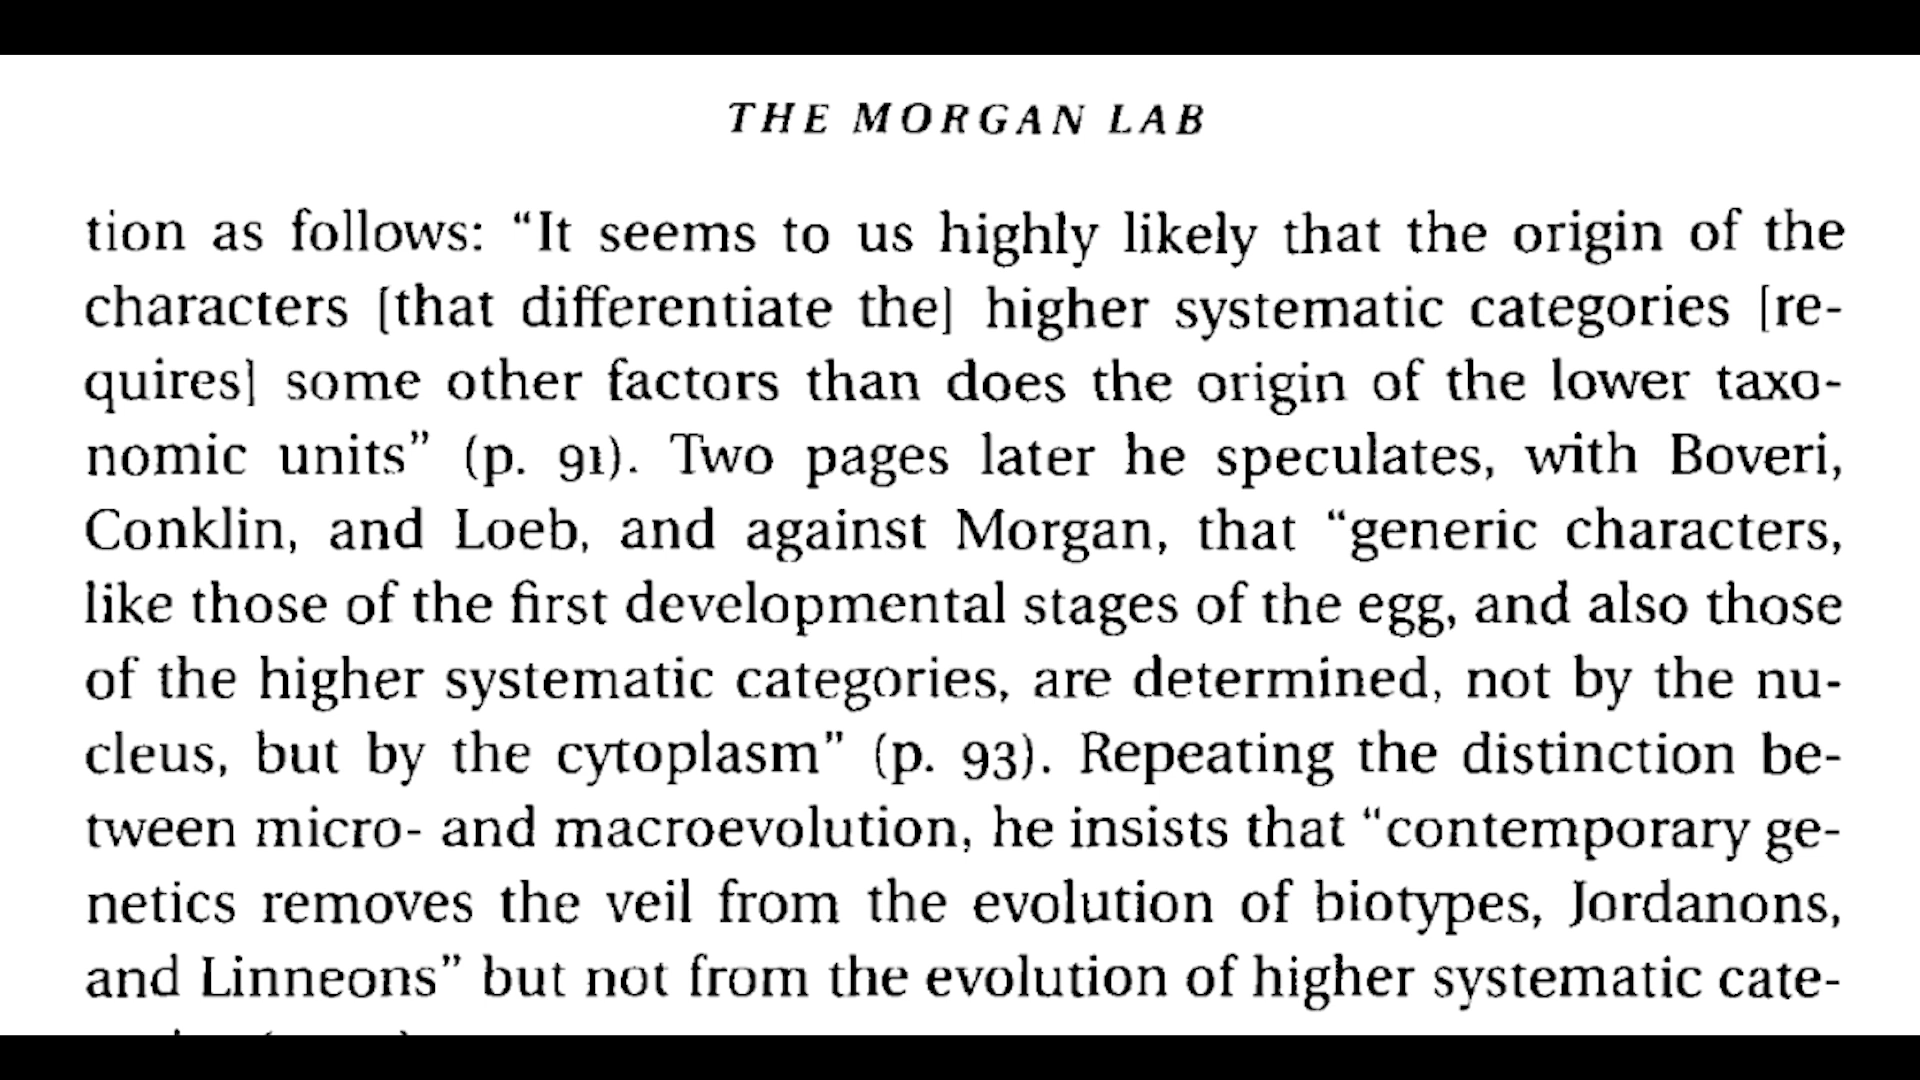 THE MORGAN LAB
tion as follows: “It seems to us highly likely that the origin of the
characters [that differentiate the] higher systematic categories [re-
quires] some other factors than does the origin of the lower taxo-
nomic units” (p. 91). Two pages later he speculates, with Boveri,
Conklin, and Loeb, and against Morgan, that “generic characters,
like those of the first developmental stages of the egg, and also those
of the higher systematic categories, are determined, not by the nu-
cleus, but by the cytoplasm” (p. 93). Repeating the distinction be-
tween micro- and macroevolution, he insists that “contemporary ge-
netics removes the veil from the evolution of biotypes, Jordanons,
and Linneons” but not from the evolution of higher systematic cate-